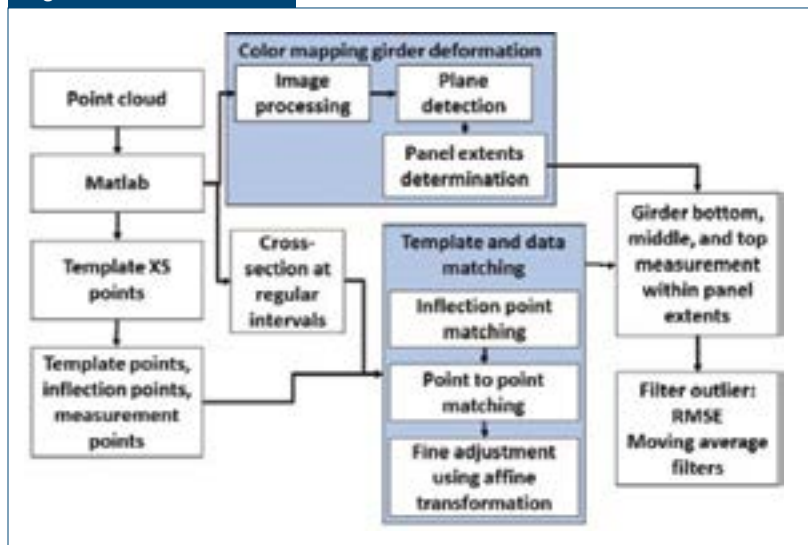 Color mapping girder deformation
Image
processing
Plane
detection
Panel extents
determination
Point cloud
Matlab
Template XS
points
Template points,
inflection points,
measurement
points
Cross-
section at
regular
intervals
Template and data
matching
Inflection point
matching
Point to point
matching
Fine adjustment
using affine
transformation
Girder bottom,
middle, and top
measurement
within panel
extents
Filter outlier:
RMSE
Moving average
filters